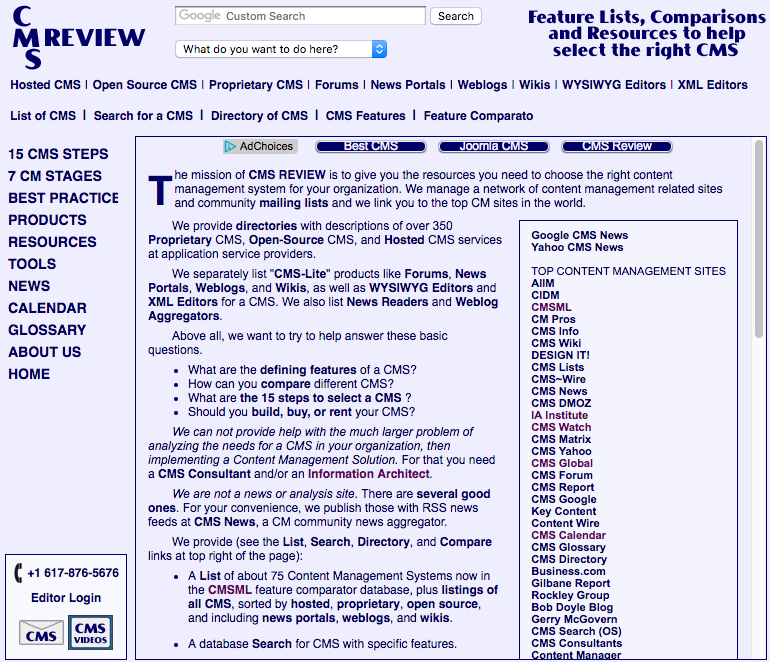 CMS REVIEW
Google Custom Search
Search
What do you want to do here?
Feature Lists, Comparisons
and Resources to help
select the right CMS
Hosted CMS | Open Source CMS | Proprietary CMS | Forums | News Portals | Weblogs | Wikis | WYSIWYG Editors | XML Editors
List of CMS | Search for a CMS | Directory of CMS | CMS Features | Feature Comparato
15 CMS STEPS
7 CM STAGES
BEST PRACTICE
PRODUCTS
RESOURCES
TOOLS
NEWS
CALENDAR
GLOSSARY
ABOUT US
HOME
+1 617-876-5676
Editor Login
CMS
CMS
VIDEOS
AdChoices
Best CMS
Joomla CMS
CMS Review
The mission of CMS REVIEW is to give you the resources you need to choose the right content
management system for your organization. We manage a network of content management related sites
and community mailing lists and we link you to the top CM sites in the world.
We provide directories with descriptions of over 350
Proprietary CMS, Open-Source CMS, and Hosted CMS services
at application service providers.
We separately list "CMS-Lite" products like Forums, News
Portals, Weblogs, and Wikis, as well as WYSIWYG Editors and
XML Editors for a CMS. We also list News Readers and Weblog
Aggregators.
Above all, we want to try to help answer these basic
questions.
• What are the defining features of a CMS?
• How can you compare different CMS?
• What are the 15 steps to select a CMS ?
• Should you build, buy, or rent your CMS?
We can not provide help with the much larger problem of
analyzing the needs for a CMS in your organization, then
implementing a Content Management Solution. For that you need
a CMS Consultant and/or an Information Architect.
We are not a news or analysis site. There are several good
ones. For your convenience, we publish those with RSS news
feeds at CMS News, a CM community news aggregator.
We provide (see the List, Search, Directory, and Compare
links at top right of the page):
• A List of about 75 Content Management Systems now in
the CMSML feature comparator database, plus listings of
all CMS, sorted by hosted, proprietary, open source,
and including news portals, weblogs, and wikis.
• A database Search for CMS with specific features.
Google CMS News
Yahoo CMS News
TOP CONTENT MANAGEMENT SITES
AIIM
CIDM
CMSML
CM Pros
CMS Info
CMS Wiki
DESIGN IT!
CMS Lists
CMS~Wire
CMS News
CMS DMOZ
IA Institute
CMS Watch
CMS Matrix
CMS Yahoo
CMS Global
CMS Forum
CMS Report
CMS Google
Key Content
Content Wire
CMS Calendar
CMS Glossary
CMS Directory
Business.com
Gilbane Report
Rockley Group
Bob Doyle Blog
Gerry McGovern
CMS Search (OS)
CMS Consultants
Content Manager